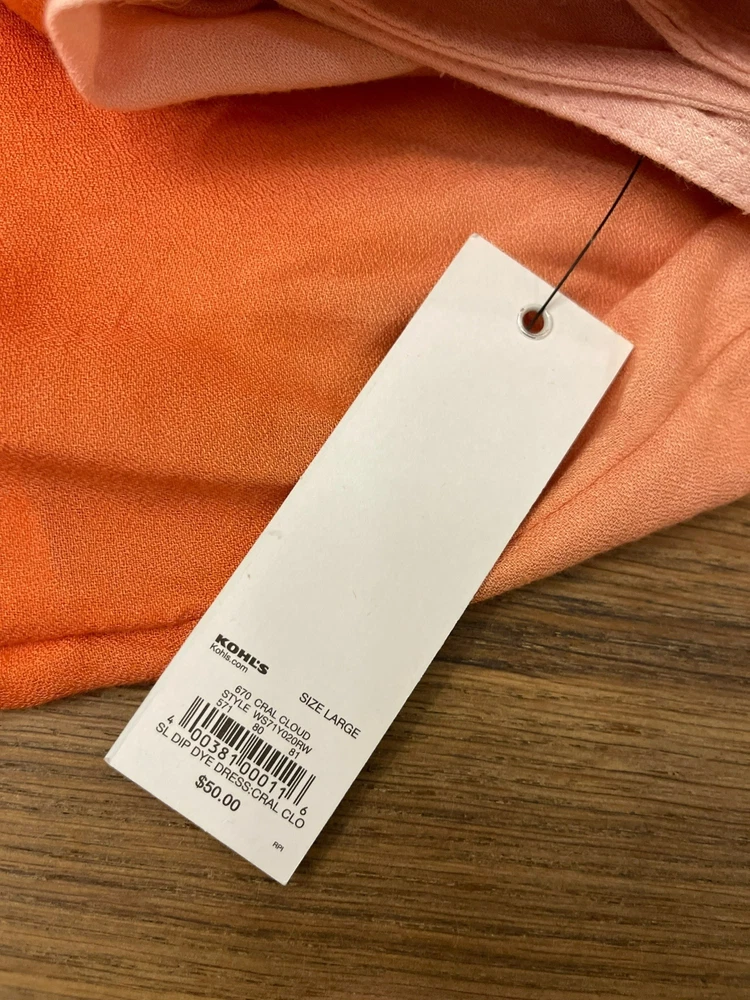 KOHL'S
Kohls.com
SIZE LARGE
670 CRAL CLOUD
STYLE WS71Y020RW
571 80 81
4 00381 00011 6
SL DIP DYE DRESS:CRAL CLO
$50.00
RPI